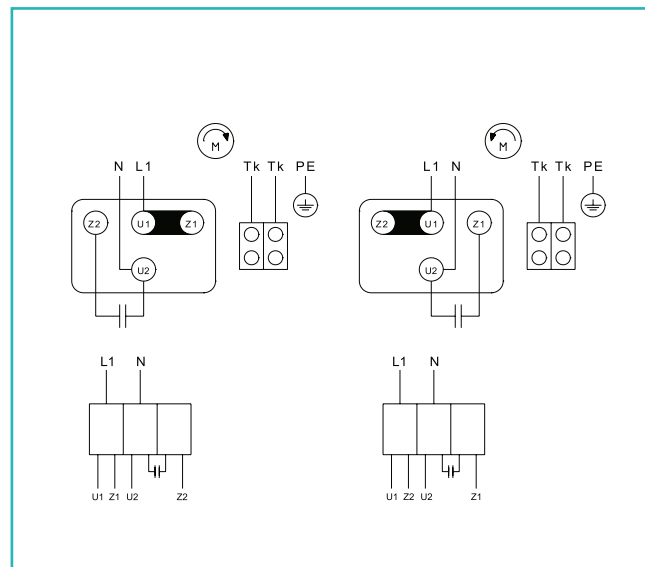 M M
N L1 Tk Tk PE L1 N Tk Tk PE
Z2 U1 Z1 Z2 U1 Z1
U2 U2
L1 N L1 N
U1 Z1 U2 Z2 U1 Z2 U2 Z1